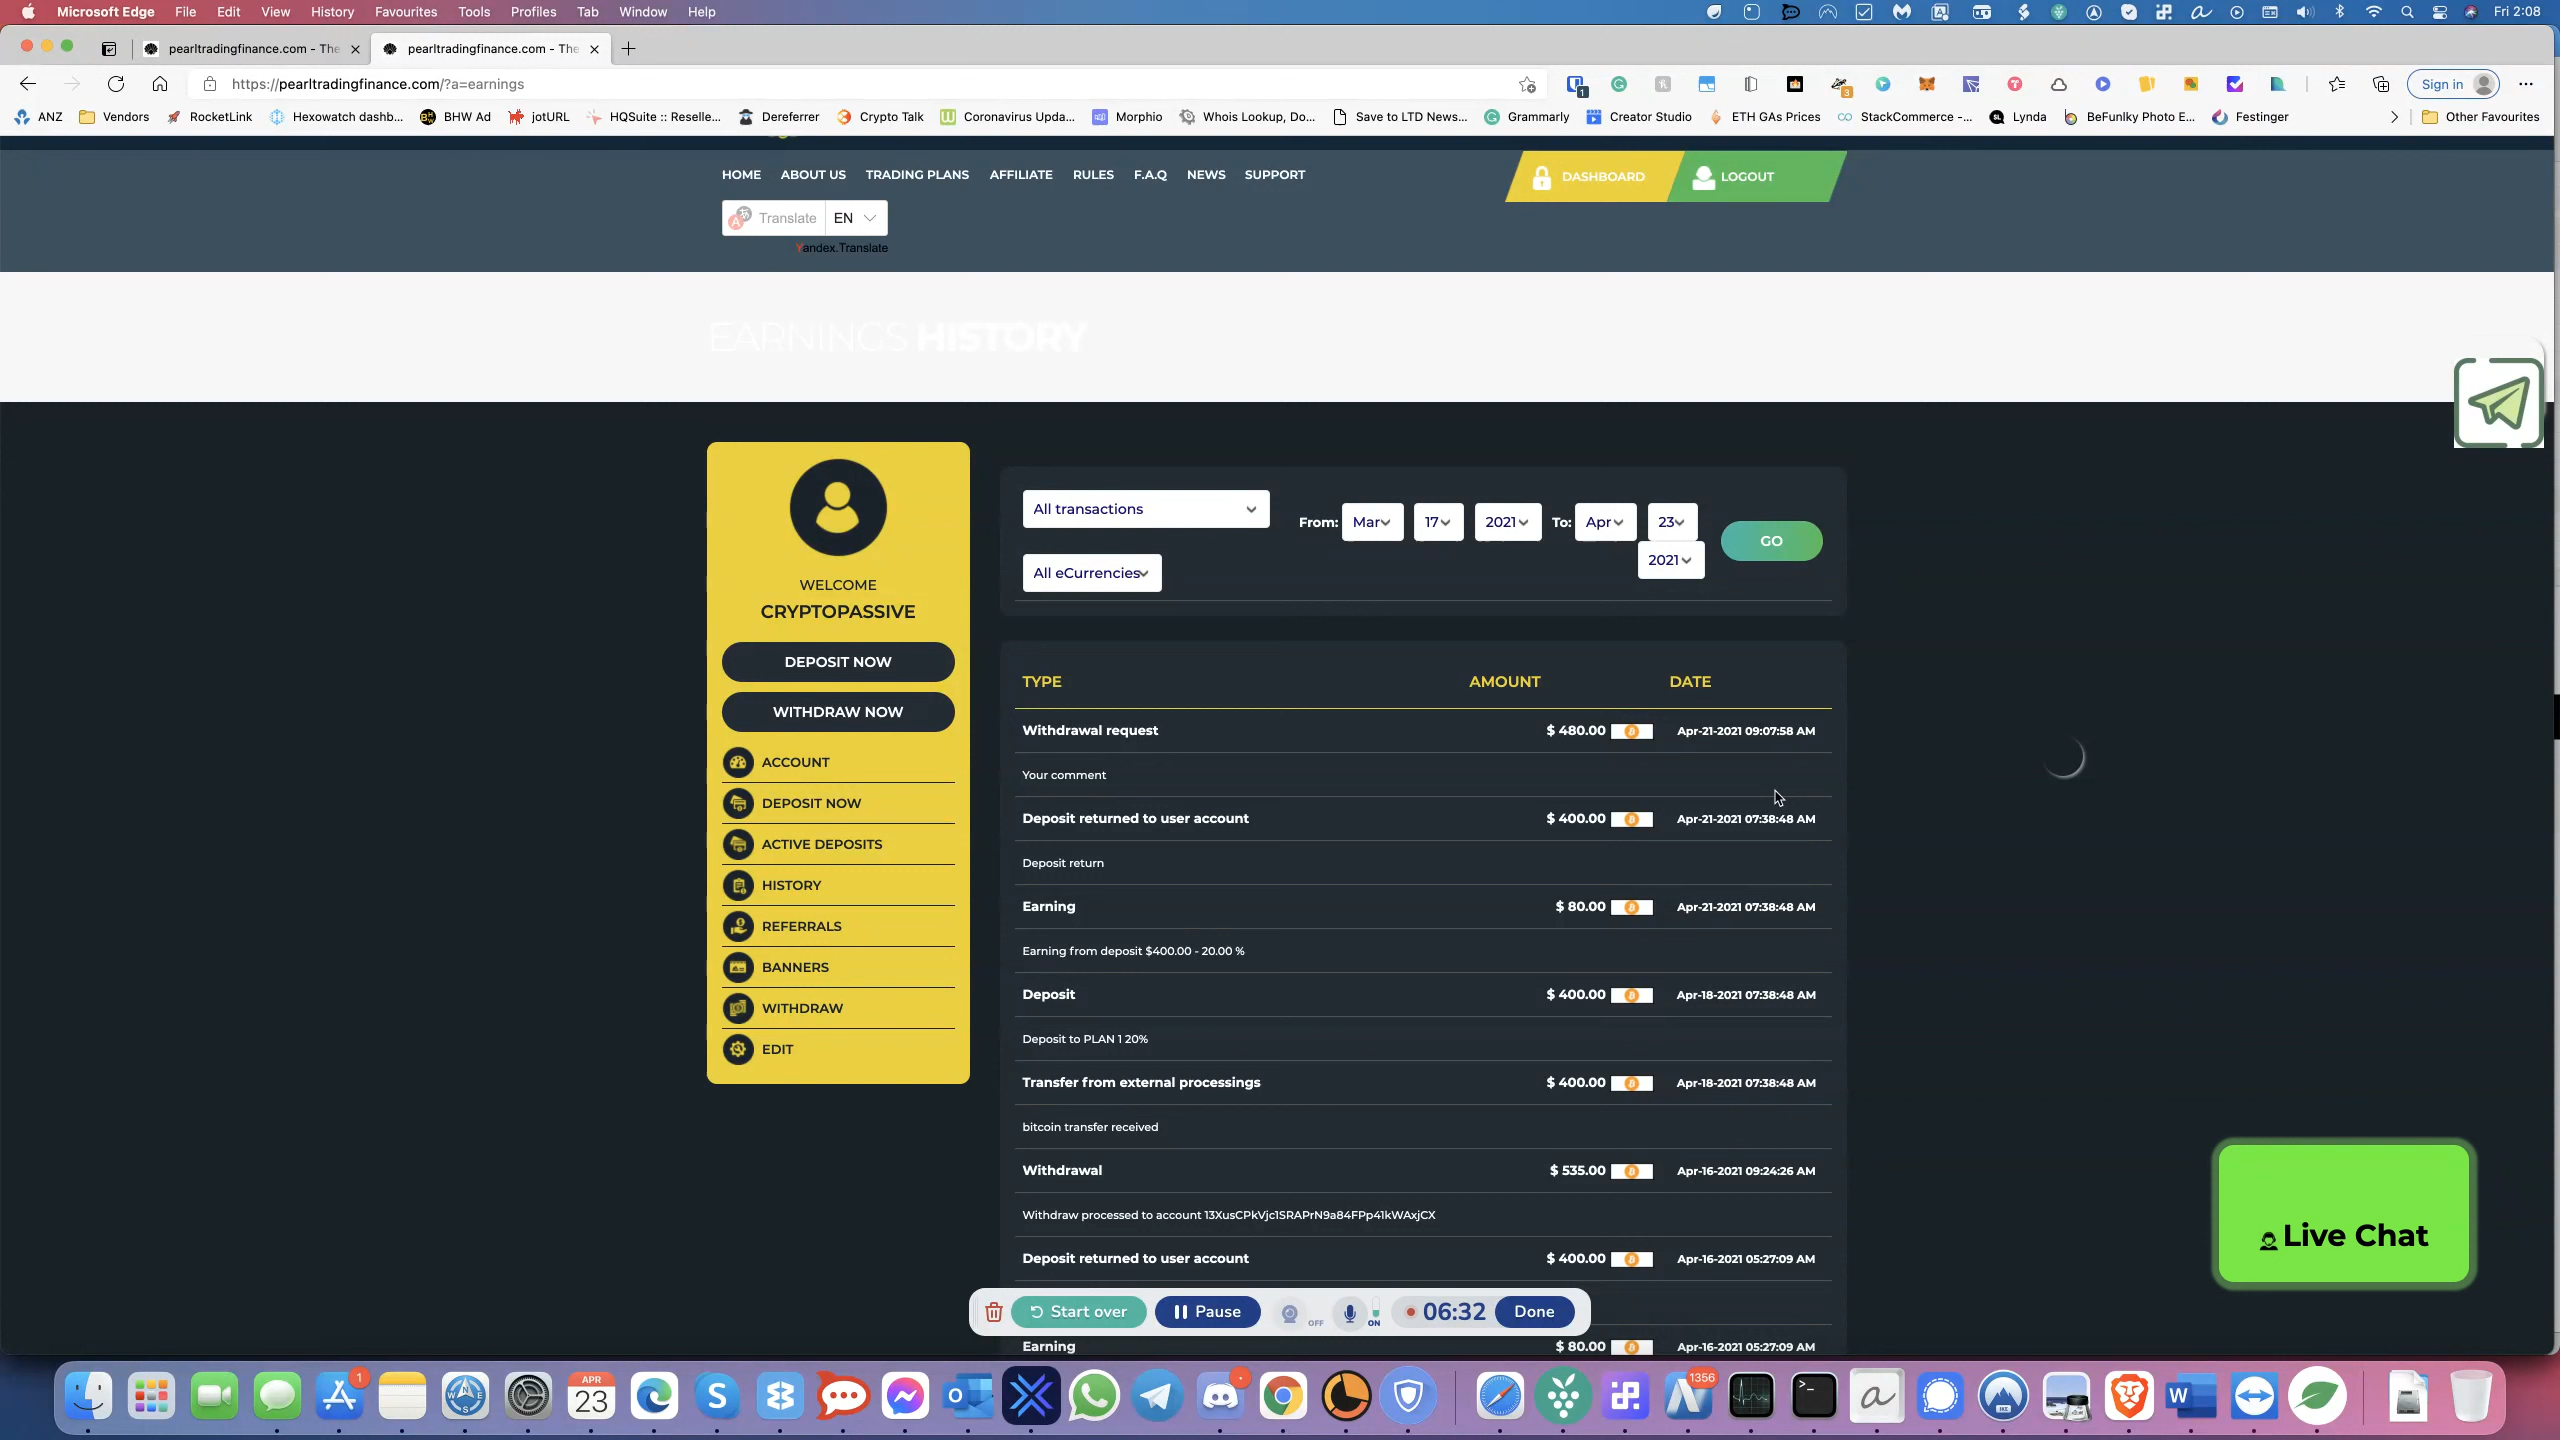 Microsoft Edge File Edit View History Favourites Tools Profiles Tab Window Help Fri 2:08
pearltradingfinance.com - The pearltradingfinance.com - The
https://pearltradingfinance.com/?a=earnings 1 3 Sign in
ANZ Vendors RocketLink Hexowatch dashb... BHW Ad jotURL HQSuite :: Reselle... Dereferrer Crypto Talk Coronavirus Upda... Morphio Whois Lookup, Do... Save to LTD News... Grammarly Creator Studio ETH GAs Prices StackCommerce -... Lynda BeFunlky Photo E... Festinger Other Favourites
HOME ABOUT US TRADING PLANS AFFILIATE RULES F.A.Q NEWS SUPPORT DASHBOARD LOGOUT
Translate EN
Yandex.Translate
EARNINGS HISTORY
WELCOME
CRYPTOPASSIVE
DEPOSIT NOW
WITHDRAW NOW
ACCOUNT
DEPOSIT NOW
ACTIVE DEPOSITS
HISTORY
REFERRALS
BANNERS
WITHDRAW
EDIT
All transactions From: Mar 17 2021 To: Apr 23
2021 GO
All eCurrencies
TYPE AMOUNT DATE
Withdrawal request $ 480.00 Apr-21-2021 09:07:58 AM
Your comment
Deposit returned to user account $ 400.00 Apr-21-2021 07:38:48 AM
Deposit return
Earning $ 80.00 Apr-21-2021 07:38:48 AM
Earning from deposit $400.00 - 20.00 %
Deposit $ 400.00 Apr-18-2021 07:38:48 AM
Deposit to PLAN 1 20%
Transfer from external processings $ 400.00 Apr-18-2021 07:38:48 AM
bitcoin transfer received
Withdrawal $ 535.00 Apr-16-2021 09:24:26 AM
Withdraw processed to account 13XusCPkVjc1SRAPrN9a84FPp41kWAxjCX
Deposit returned to user account $ 400.00 Apr-16-2021 05:27:09 AM
Earning $ 80.00 Apr-16-2021 05:27:09 AM
Live Chat
Start over Pause OFF ON 06:32 Done
1 APR 23 1356